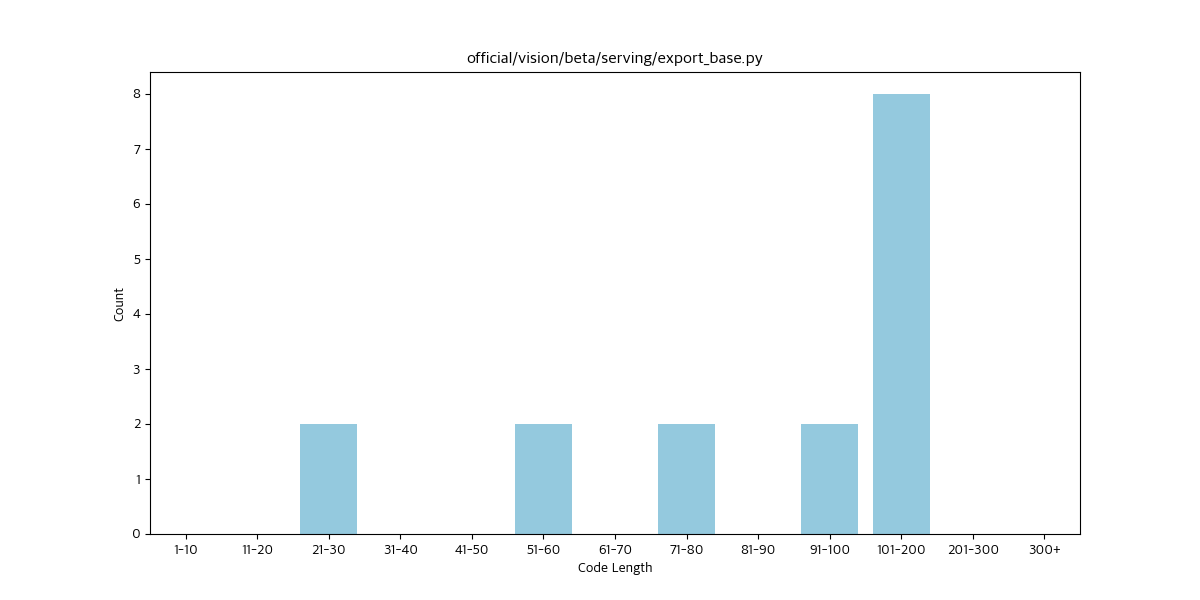 official/vision/beta/serving/export_base.py
8
7
6
5
4
3
2
1
0
Count
1-10 11-20 21-30 31-40 41-50 51-60 61-70 71-80 81-90 91-100 101-200 201-300 300+
Code Length